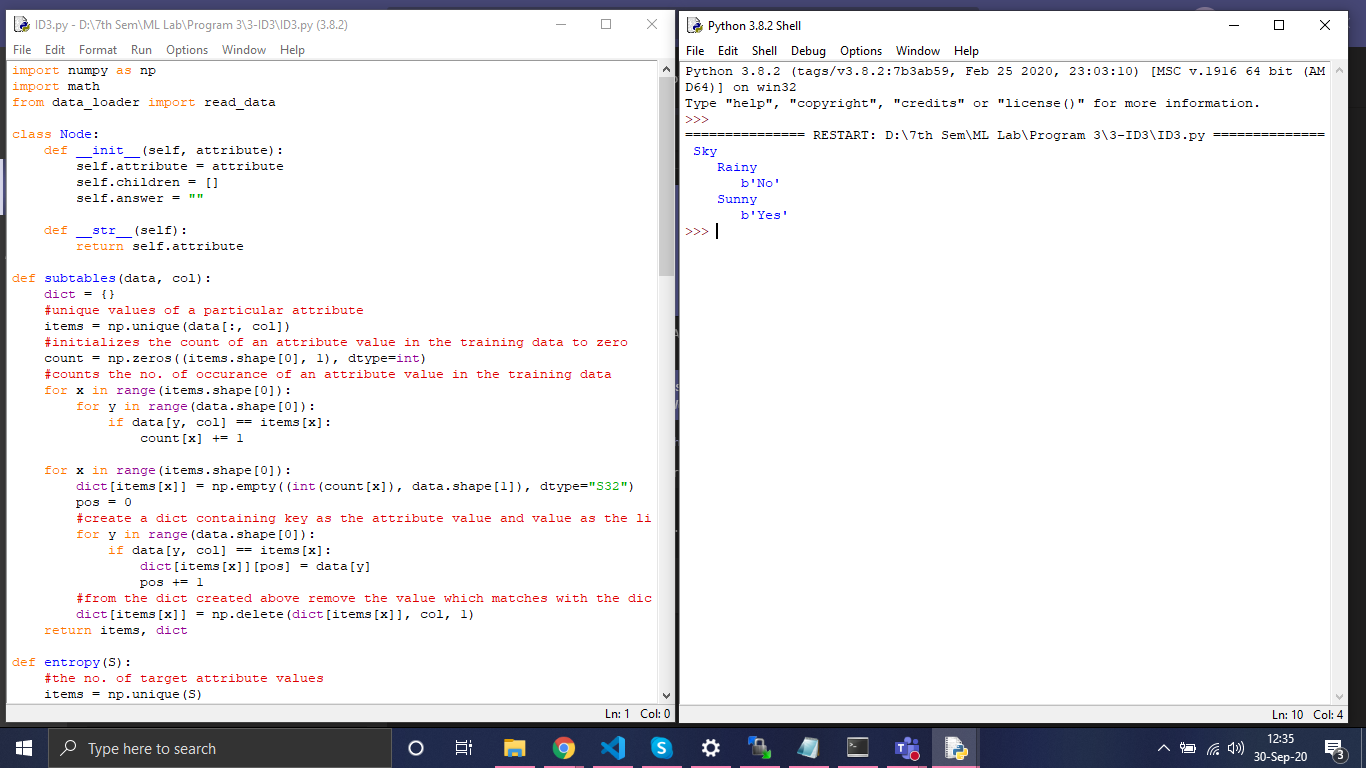 ID3.py - D:\7th Sem\ML Lab\Program 3\3-ID3\ID3.py (3.8.2)
File Edit Format Run Options Window Help
import numpy as np
import math
from data_loader import read_data
class Node:
    def __init__(self, attribute):
        self.attribute = attribute
        self.children = []
        self.answer = ""
    def __str__(self):
        return self.attribute
def subtables(data, col):
    dict = {}
    #unique values of a particular attribute
    items = np.unique(data[:, col])
    #initializes the count of an attribute value in the training data to zero
    count = np.zeros((items.shape[0], 1), dtype=int)
    #counts the no. of occurance of an attribute value in the training data
    for x in range(items.shape[0]):
        for y in range(data.shape[0]):
            if data[y, col] == items[x]:
                count[x] += 1
    for x in range(items.shape[0]):
        dict[items[x]] = np.empty((int(count[x]), data.shape[1]), dtype="S32")
        pos = 0
        #create a dict containing key as the attribute value and value as the li
        for y in range(data.shape[0]):
            if data[y, col] == items[x]:
                dict[items[x]][pos] = data[y]
                pos += 1
        #from the dict created above remove the value which matches with the dic
        dict[items[x]] = np.delete(dict[items[x]], col, 1)
    return items, dict
def entropy(S):
    #the no. of target attribute values
    items = np.unique(S)
Ln: 1 Col: 0
Python 3.8.2 Shell
File Edit Shell Debug Options Window Help
Python 3.8.2 (tags/v3.8.2:7b3ab59, Feb 25 2020, 23:03:10) [MSC v.1916 64 bit (AM
D64)] on win32
Type "help", "copyright", "credits" or "license()" for more information.
>>>
=============== RESTART: D:\7th Sem\ML Lab\Program 3\3-ID3\ID3.py ==============
 Sky
    Rainy
       b'No'
    Sunny
       b'Yes'
>>>
Ln: 10 Col: 4
Type here to search
12:35
30-Sep-20
3